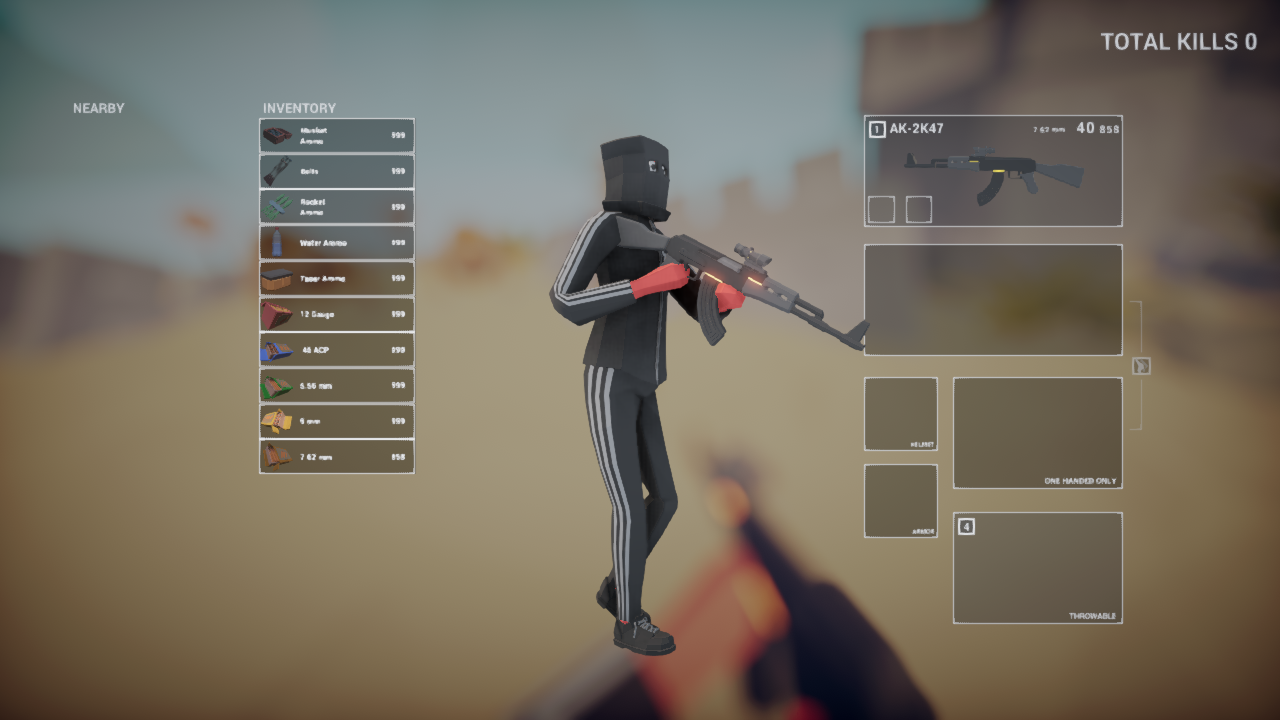 TOTAL KILLS 0
NEARBY
INVENTORY
Musket
Ammo
999
Bolts
999
Rocket
Ammo
999
Water Ammo
999
Taser Ammo
999
12 Gauge
999
.45 ACP
999
5.56 mm
999
9 mm
999
7.62 mm
858
1
AK-2K47
7.62 mm
40
858
HELMET
ARMOR
ONE HANDED ONLY
4
THROWABLE